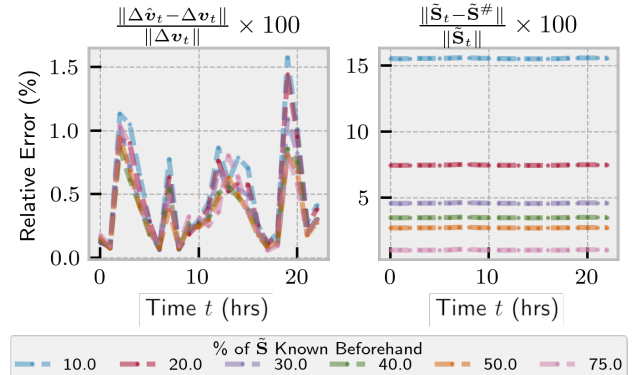 ‖Δv̂ₜ−Δvₜ‖ / ‖Δvₜ‖ × 100
‖S̃ₜ−S̃^#‖ / ‖S̃ₜ‖ × 100
Relative Error (%)
1.5
1.0
0.5
0.0
0
10
20
Time t (hrs)
15
10
5
0
10
20
Time t (hrs)
% of S̃ Known Beforehand
10.0 20.0 30.0 40.0 50.0 75.0